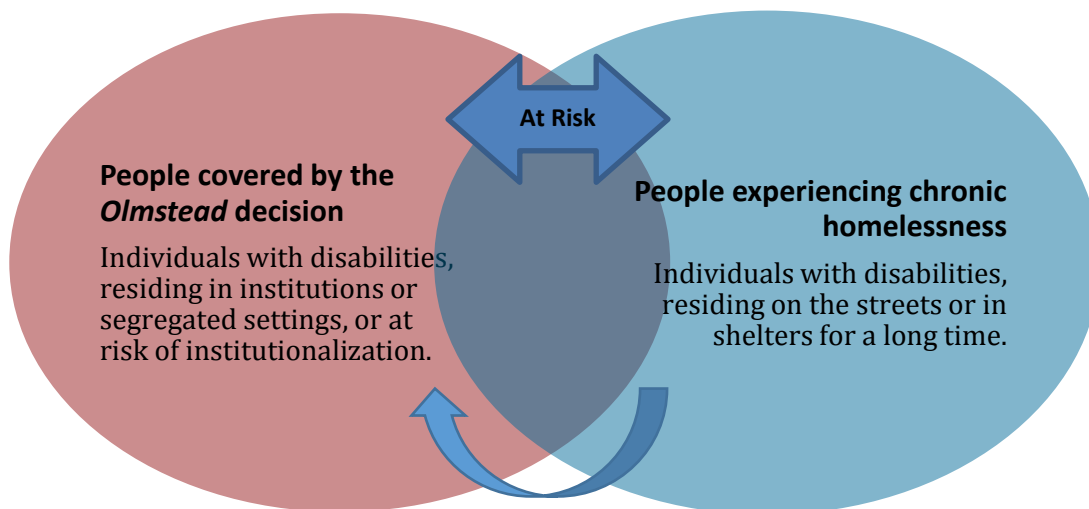 At Risk
People covered by the
Olmstead decision
Individuals with disabilities,
residing in institutions or
segregated settings, or at
risk of institutionalization.
People experiencing chronic
homelessness
Individuals with disabilities,
residing on the streets or in
shelters for a long time.